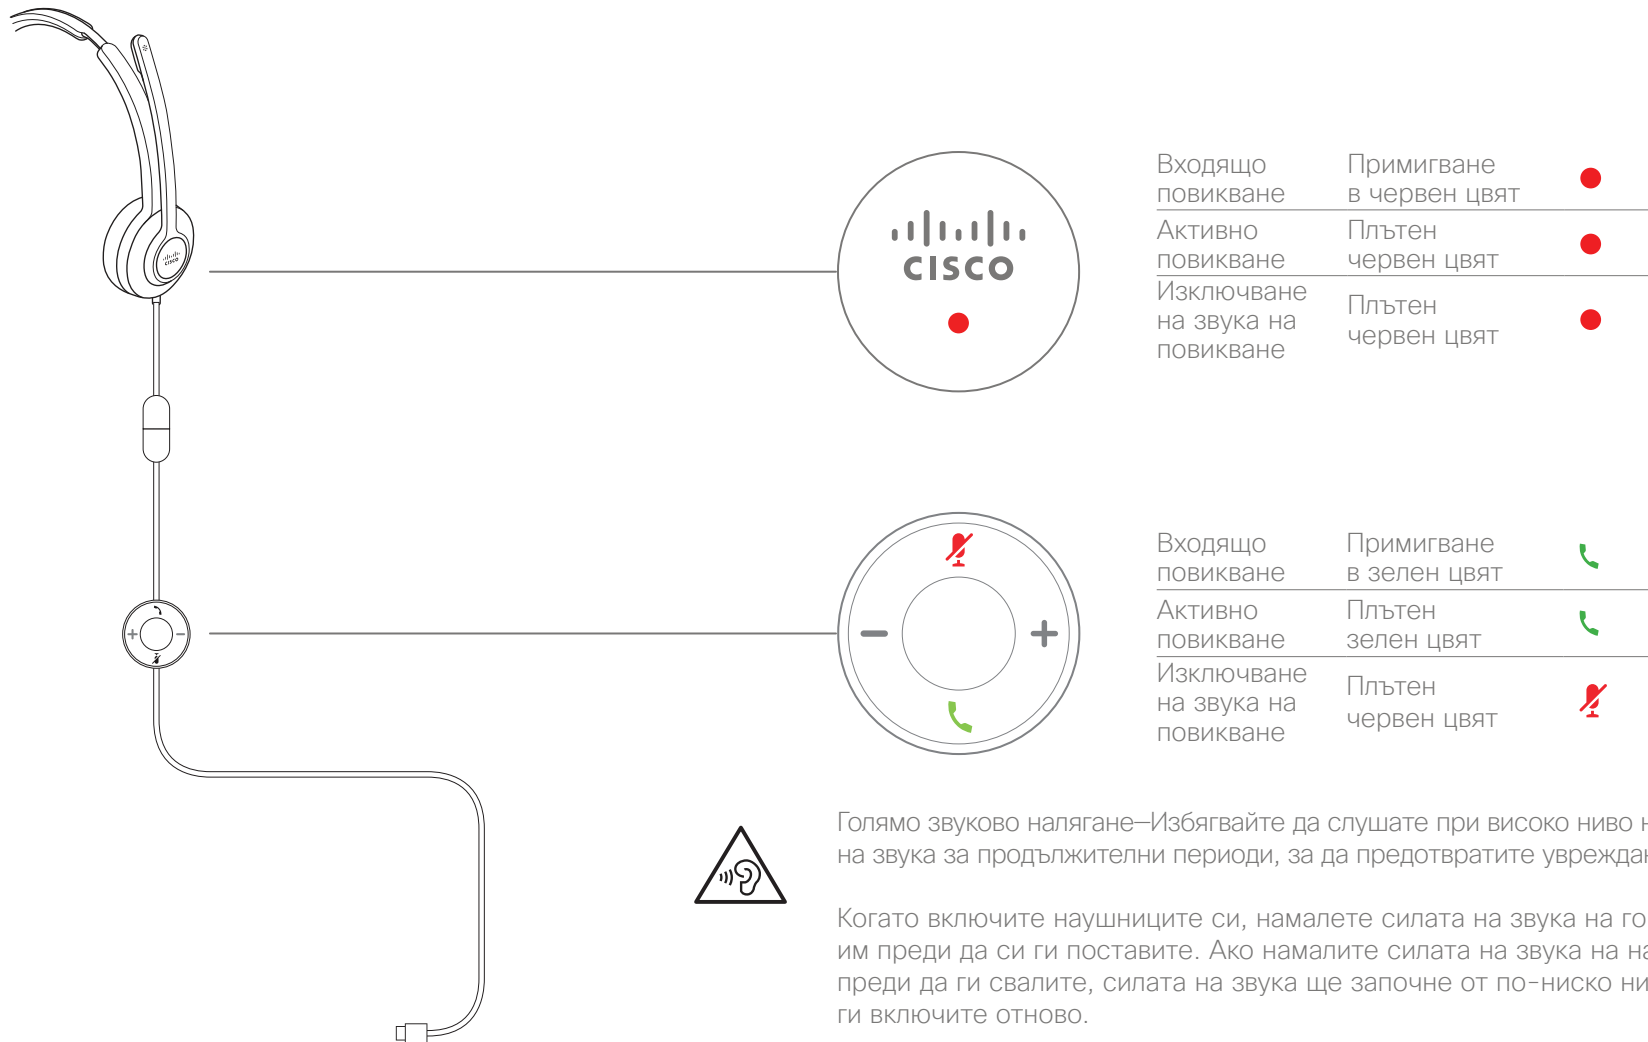 CISCO
CISCO
Входящо повикване Примигване в червен цвят
Активно повикване Плътен червен цвят
Изключване на звука на повикване Плътен червен цвят
Входящо повикване Примигване в зелен цвят
Активно повикване Плътен зелен цвят
Изключване на звука на повикване Плътен червен цвят
Голямо звуково налягане—Избягвайте да слушате при високо ниво
на звука за продължителни периоди, за да предотвратите
Когато включите наушниците си, намалете силата на звука на
им преди да си ги поставите. Ако намалите силата на звука на
преди да ги свалите, силата на звука ще започне от по-ниско
ги включите отново.